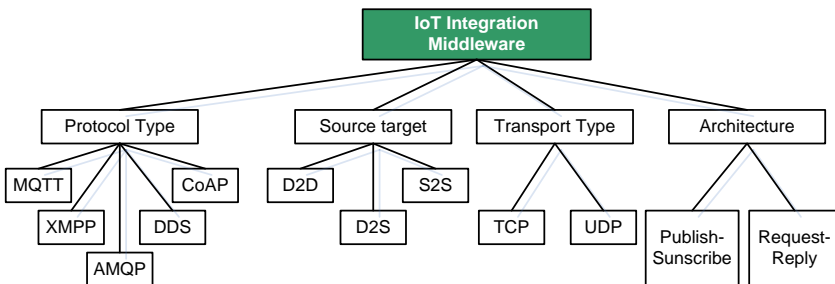 IoT Integration
Middleware
Protocol Type
Source target
Transport Type
Architecture
MQTT
CoAP
D2D
S2S
XMPP
DDS
D2S
TCP
UDP
Publish-
Sunscribe
Request-
Reply
AMQP